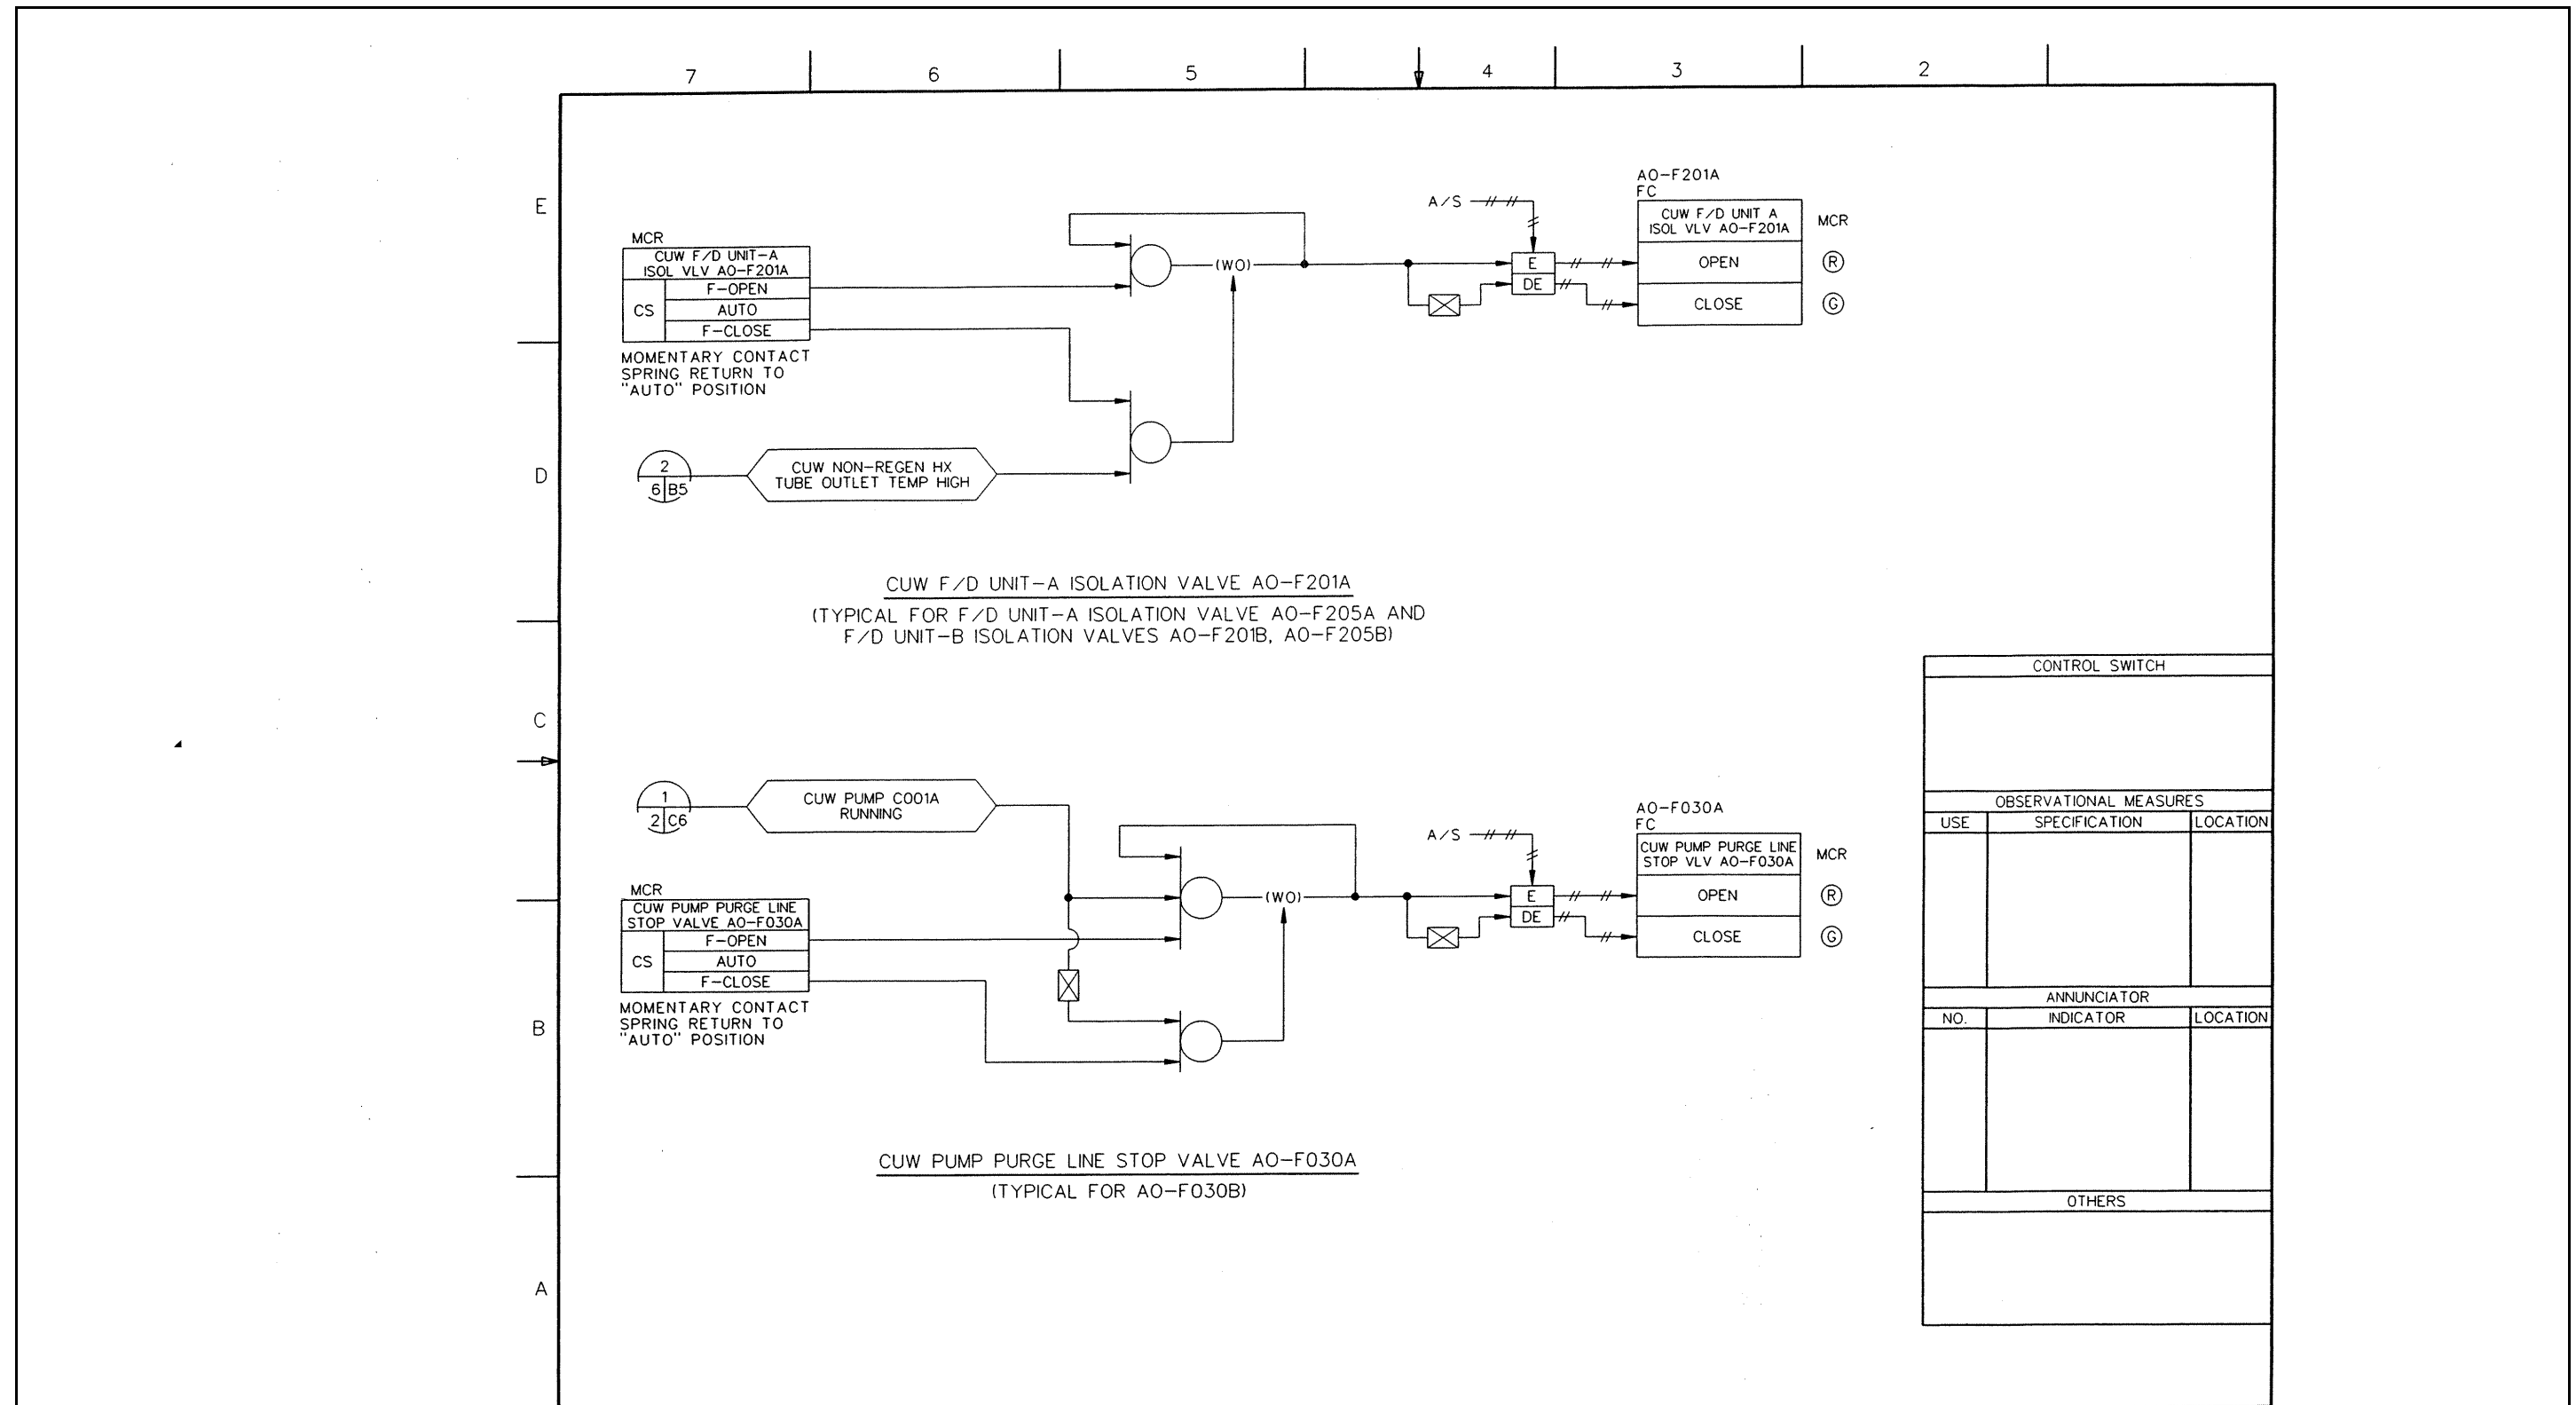 7
6
5
4
3
2
E
D
C
B
A
MCR
CUW F/D UNIT-A
ISOL VLV AO-F201A
CS
F-OPEN
AUTO
F-CLOSE
MOMENTARY CONTACT
SPRING RETURN TO
"AUTO" POSITION
2
6 B5
CUW NON-REGEN HX
TUBE OUTLET TEMP HIGH
(WO)
A/S
E
DE
AO-F201A
FC
CUW F/D UNIT A
ISOL VLV AO-F201A
OPEN
CLOSE
MCR
R
G
CUW F/D UNIT-A ISOLATION VALVE AO-F201A
(TYPICAL FOR F/D UNIT-A ISOLATION VALVE AO-F205A AND
F/D UNIT-B ISOLATION VALVES AO-F201B, AO-F205B)
1
2 C6
CUW PUMP C001A
RUNNING
MCR
CUW PUMP PURGE LINE
STOP VALVE AO-F030A
CS
F-OPEN
AUTO
F-CLOSE
MOMENTARY CONTACT
SPRING RETURN TO
"AUTO" POSITION
(WO)
A/S
E
DE
AO-F030A
FC
CUW PUMP PURGE LINE
STOP VLV AO-F030A
OPEN
CLOSE
MCR
R
G
CUW PUMP PURGE LINE STOP VALVE AO-F030A
(TYPICAL FOR AO-F030B)
CONTROL SWITCH
OBSERVATIONAL MEASURES
USE SPECIFICATION LOCATION
ANNUNCIATOR
NO. INDICATOR LOCATION
OTHERS